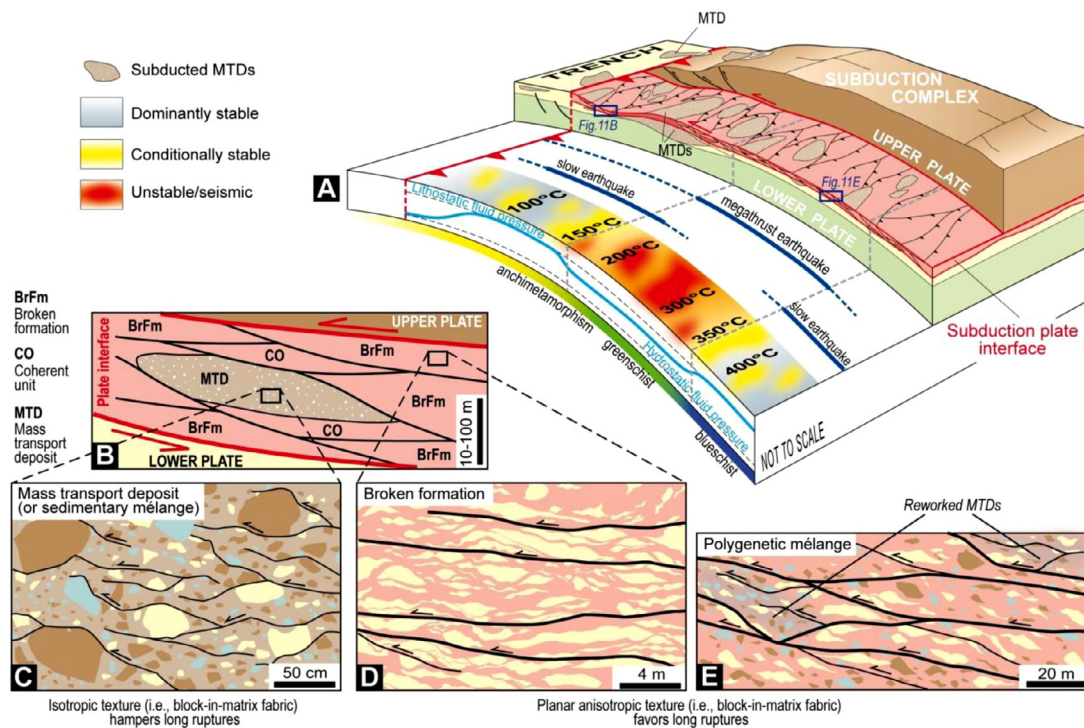 Subducted MTDs
Dominantly stable
Conditionally stable
Unstable/seismic
A
MTD
TRENCH
SUBDUCTION
COMPLEX
UPPER PLATE
LOWER PLATE
Fig.11B
MTDs
Fig.11E
Subduction plate
interface
slow earthquake
megathrust earthquake
slow earthquake
Lithostatic fluid pressure
100°C
150°C
200°C
300°C
350°C
400°C
anchimetamorphism
greenschist
blueschist
Hydrostatic fluid pressure
NOT TO SCALE
BrFm
Broken
formation
CO
Coherent
unit
MTD
Mass
transport
deposit
Plate interface
BrFm
UPPER PLATE
BrFm
CO
BrFm
MTD
BrFm
BrFm
CO
BrFm
LOWER PLATE
10-100 m
B
Mass transport deposit
(or sedimentary mélange)
C
50 cm
Isotropic texture (i.e., block-in-matrix fabric)
hampers long ruptures
Broken formation
D
4 m
Reworked MTDs
Polygenetic mélange
E
20 m
Planar anisotropic texture (i.e., block-in-matrix fabric)
favors long ruptures